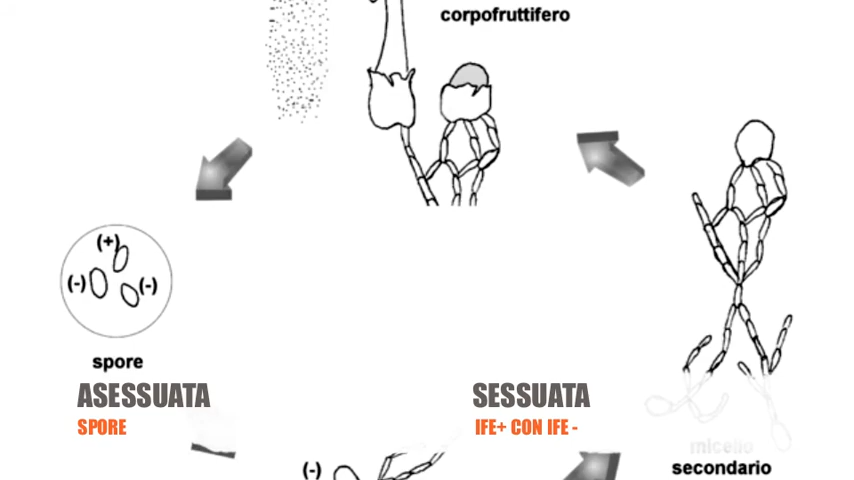 corpofruttifero
(+)
(-)
(-)
spore
ASESSUATA
SESSUATA
SPORE
IFE+ CON IFE -
micelio
secondario
(-)